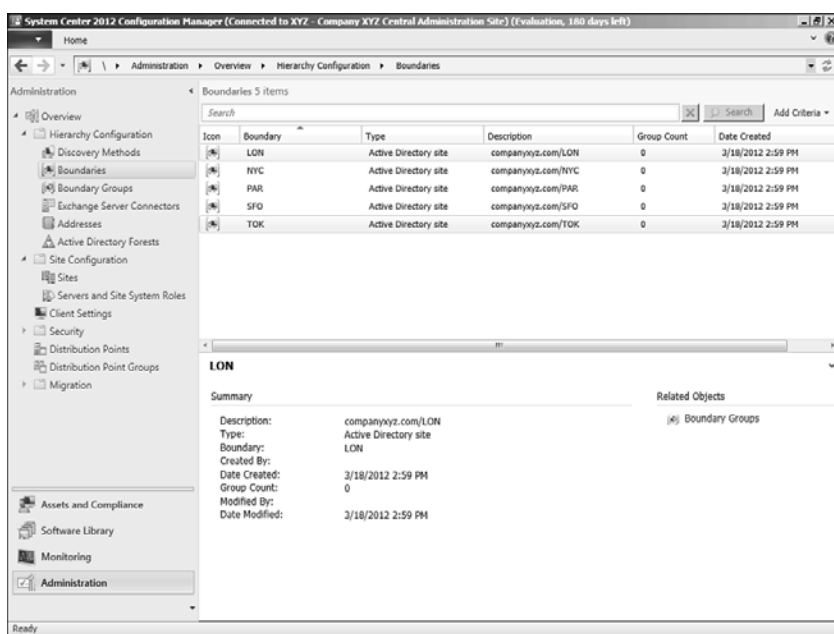 System Center 2012 Configuration Manager (Connected to XYZ - Company XYZ Central Administration Site) (Evaluation, 180 days left)
Home
\ Administration Overview Hierarchy Configuration Boundaries
Administration
Overview
Hierarchy Configuration
Discovery Methods
Boundaries
Boundary Groups
Exchange Server Connectors
Addresses
Active Directory Forests
Site Configuration
Sites
Servers and Site System Roles
Client Settings
Security
Distribution Points
Distribution Point Groups
Migration
Assets and Compliance
Software Library
Monitoring
Administration
Boundaries 5 items
Search Search Add Criteria
Icon Boundary Type Description Group Count Date Created
LON Active Directory site companyxyz.com/LON 0 3/18/2012 2:59 PM
NYC Active Directory site companyxyz.com/NYC 0 3/18/2012 2:59 PM
PAR Active Directory site companyxyz.com/PAR 0 3/18/2012 2:59 PM
SFO Active Directory site companyxyz.com/SFO 0 3/18/2012 2:59 PM
TOK Active Directory site companyxyz.com/TOK 0 3/18/2012 2:59 PM
LON
Summary
Description: companyxyz.com/LON
Type: Active Directory site
Boundary: LON
Created By:
Date Created: 3/18/2012 2:59 PM
Group Count: 0
Modified By:
Date Modified: 3/18/2012 2:59 PM
Related Objects
Boundary Groups
Ready